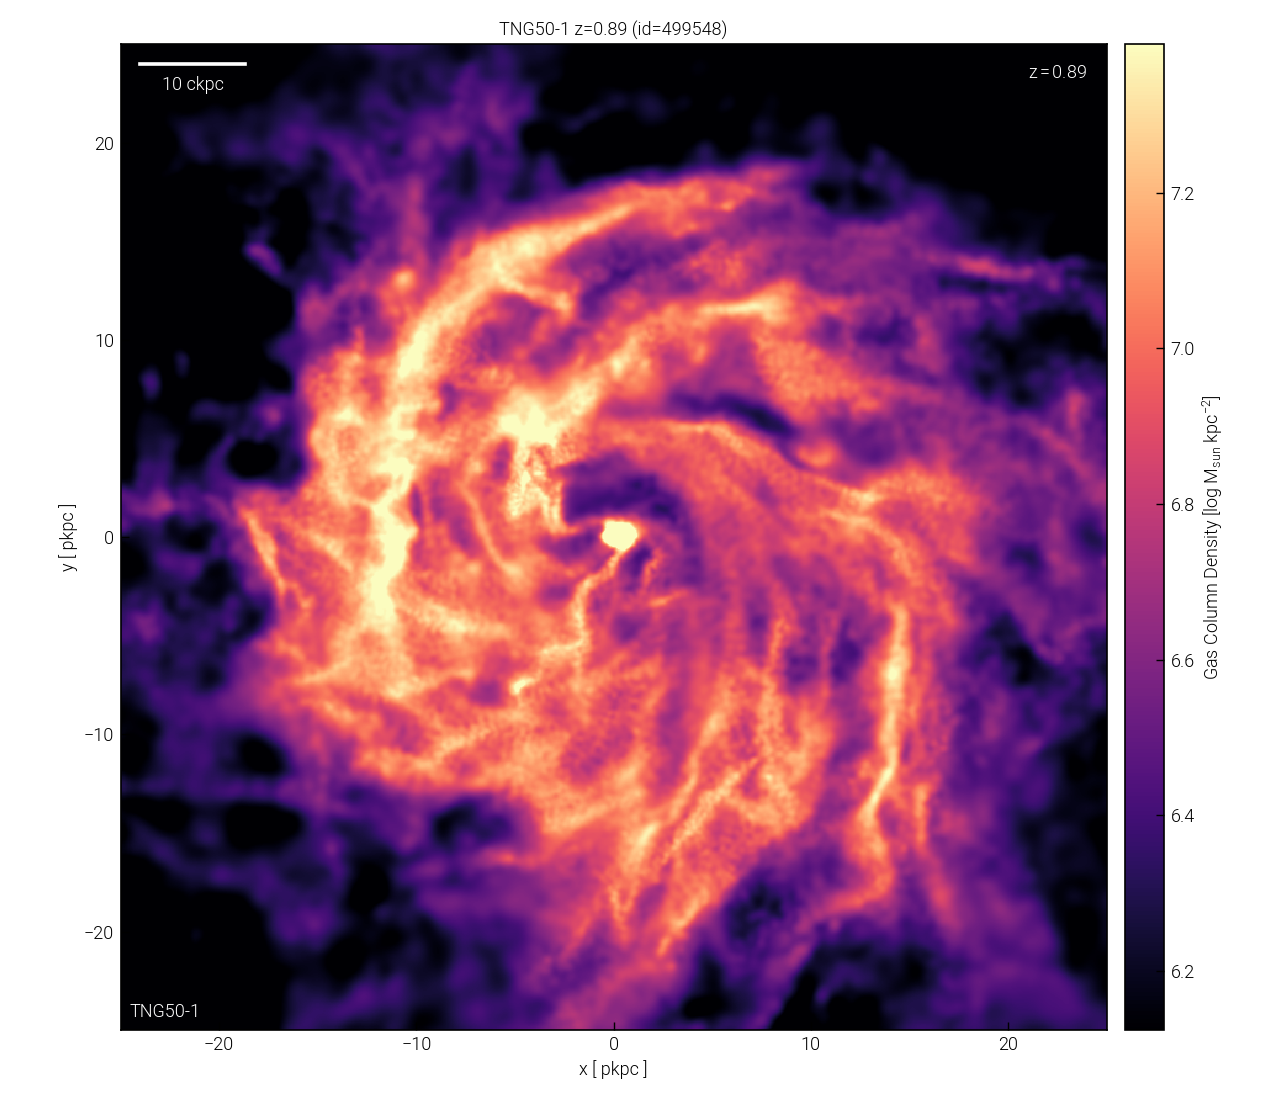 TNG50-1 z=0.89 (id=499548)
10 ckpc
z=0.89
20
10
0
−10
−20
y [ pkpc ]
TNG50-1
−20
−10
0
10
20
x [ pkpc ]
7.2
7.0
6.8
6.6
6.4
6.2
Gas Column Density [log M_sun kpc^−2]